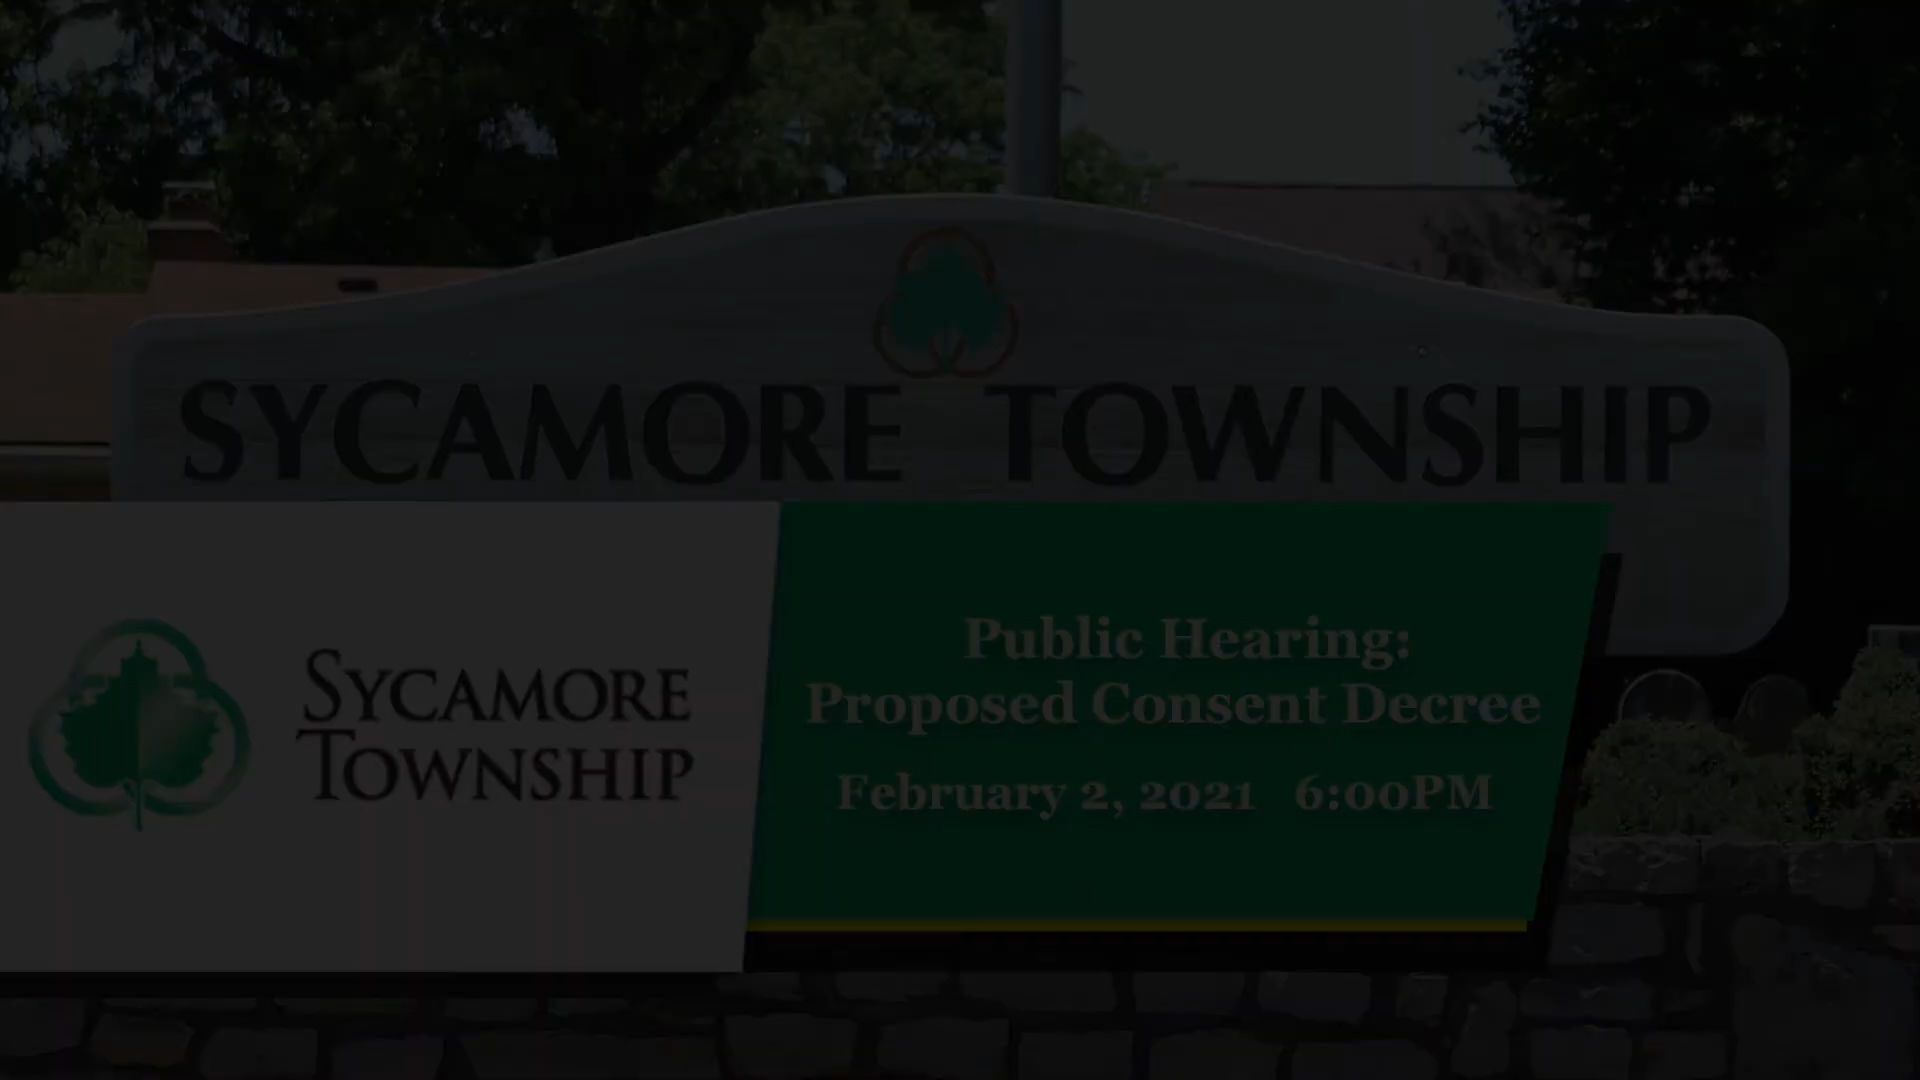 SYCAMORE TOWNSHIP
SYCAMORE
TOWNSHIP
Public Hearing:
Proposed Consent Decree
February 2, 2021 6:00PM